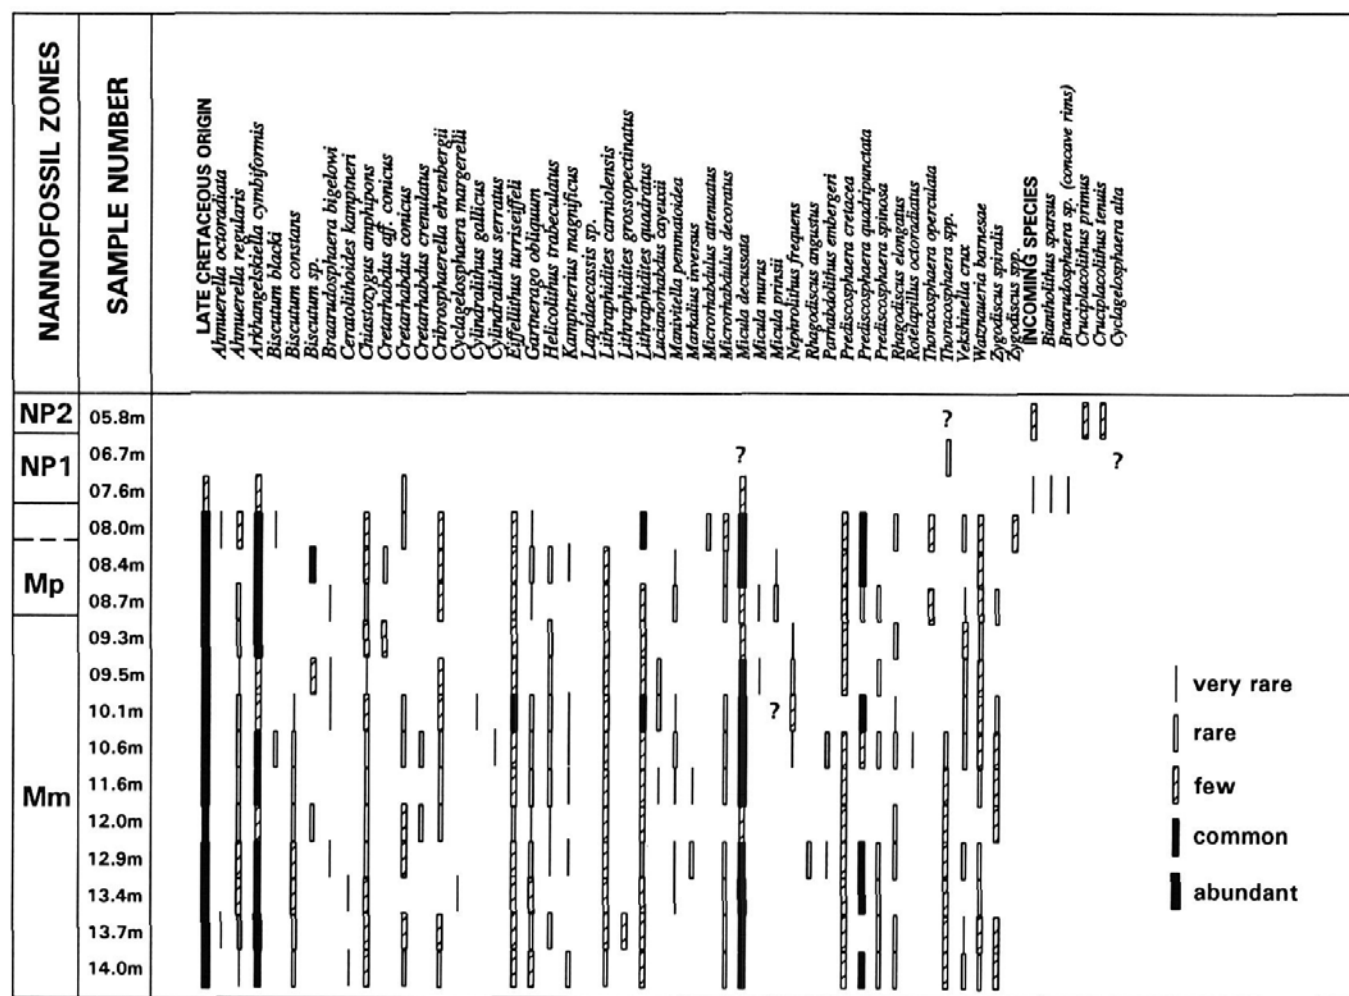 NANNOFOSSIL ZONES
SAMPLE NUMBER
LATE CRETACEOUS ORIGIN
Ahmuerella octoradiata
Ahmuerella regularis
Arkhangelskiella cymbiformis
Biscutum blacki
Biscutum constans
Biscutum sp.
Braarudosphaera bigelowi
Ceratolithoides kamptneri
Chiastozygus amphipons
Cretarhabdus aff. conicus
Cretarhabdus conicus
Cretarhabdus crenulatus
Cribrosphaerella ehrenbergii
Cyclagelosphaera margerelii
Cylindralithus gallicus
Cylindralithus serratus
Eiffellithus turriseiffeli
Gartnerago obliquum
Helicolithus trabeculatus
Kamptnerius magnificus
Lapidaecassis sp.
Lithraphidites carniolensis
Lithraphidites grossopectinatus
Lithraphidites quadratus
Lucianorhabdus cayeuxii
Manivitella pemmatoidea
Markalius inversus
Microrhabdulus attenuatus
Microrhabdulus decoratus
Micula decussata
Micula murus
Micula prinsii
Nephrolithus frequens
Rhagodiscus angustus
Parhabdolithus embergeri
Prediscosphaera cretacea
Prediscosphaera quadripunctata
Prediscosphaera spinosa
Rhagodiscus elongatus
Rotelapillus octoradiatus
Thoracosphaera operculata
Thoracosphaera spp.
Vekshinella crux
Watznaueria barnesae
Zygodiscus spiralis
Zygodiscus spp.
INCOMING SPECIES
Biantholithus sparsus
Braarudosphaera sp. (concave rims)
Cruciplacolithus primus
Cruciplacolithus tenuis
Cyclagelosphaera alta
NP2
05.8m
?
06.7m
?
?
NP1
07.6m
08.0m
08.4m
Mp
08.7m
09.3m
09.5m
very rare
10.1m
?
rare
10.6m
11.6m
few
Mm
12.0m
common
12.9m
13.4m
abundant
13.7m
14.0m